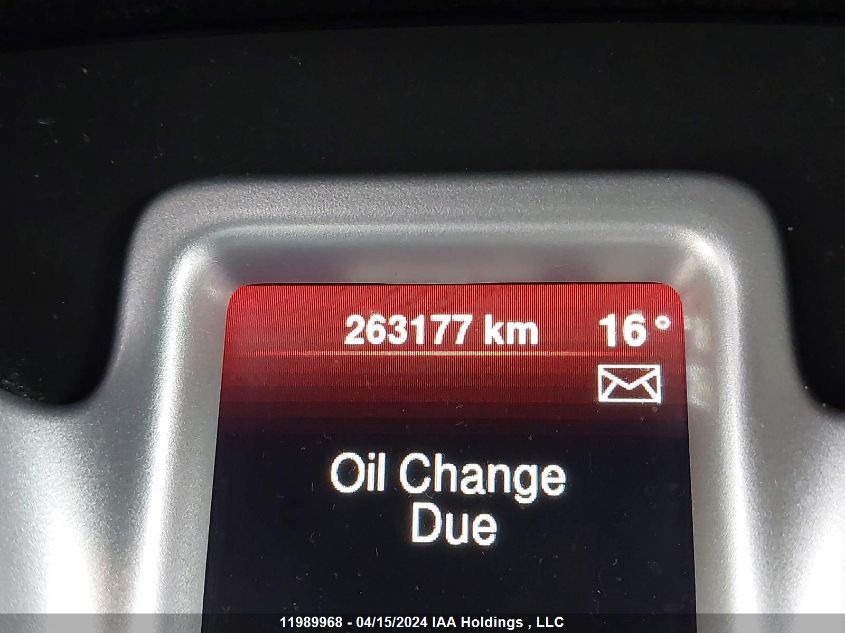 263177 km 16°
Oil Change
Due
11989968 - 04/15/2024 IAA Holdings , LLC